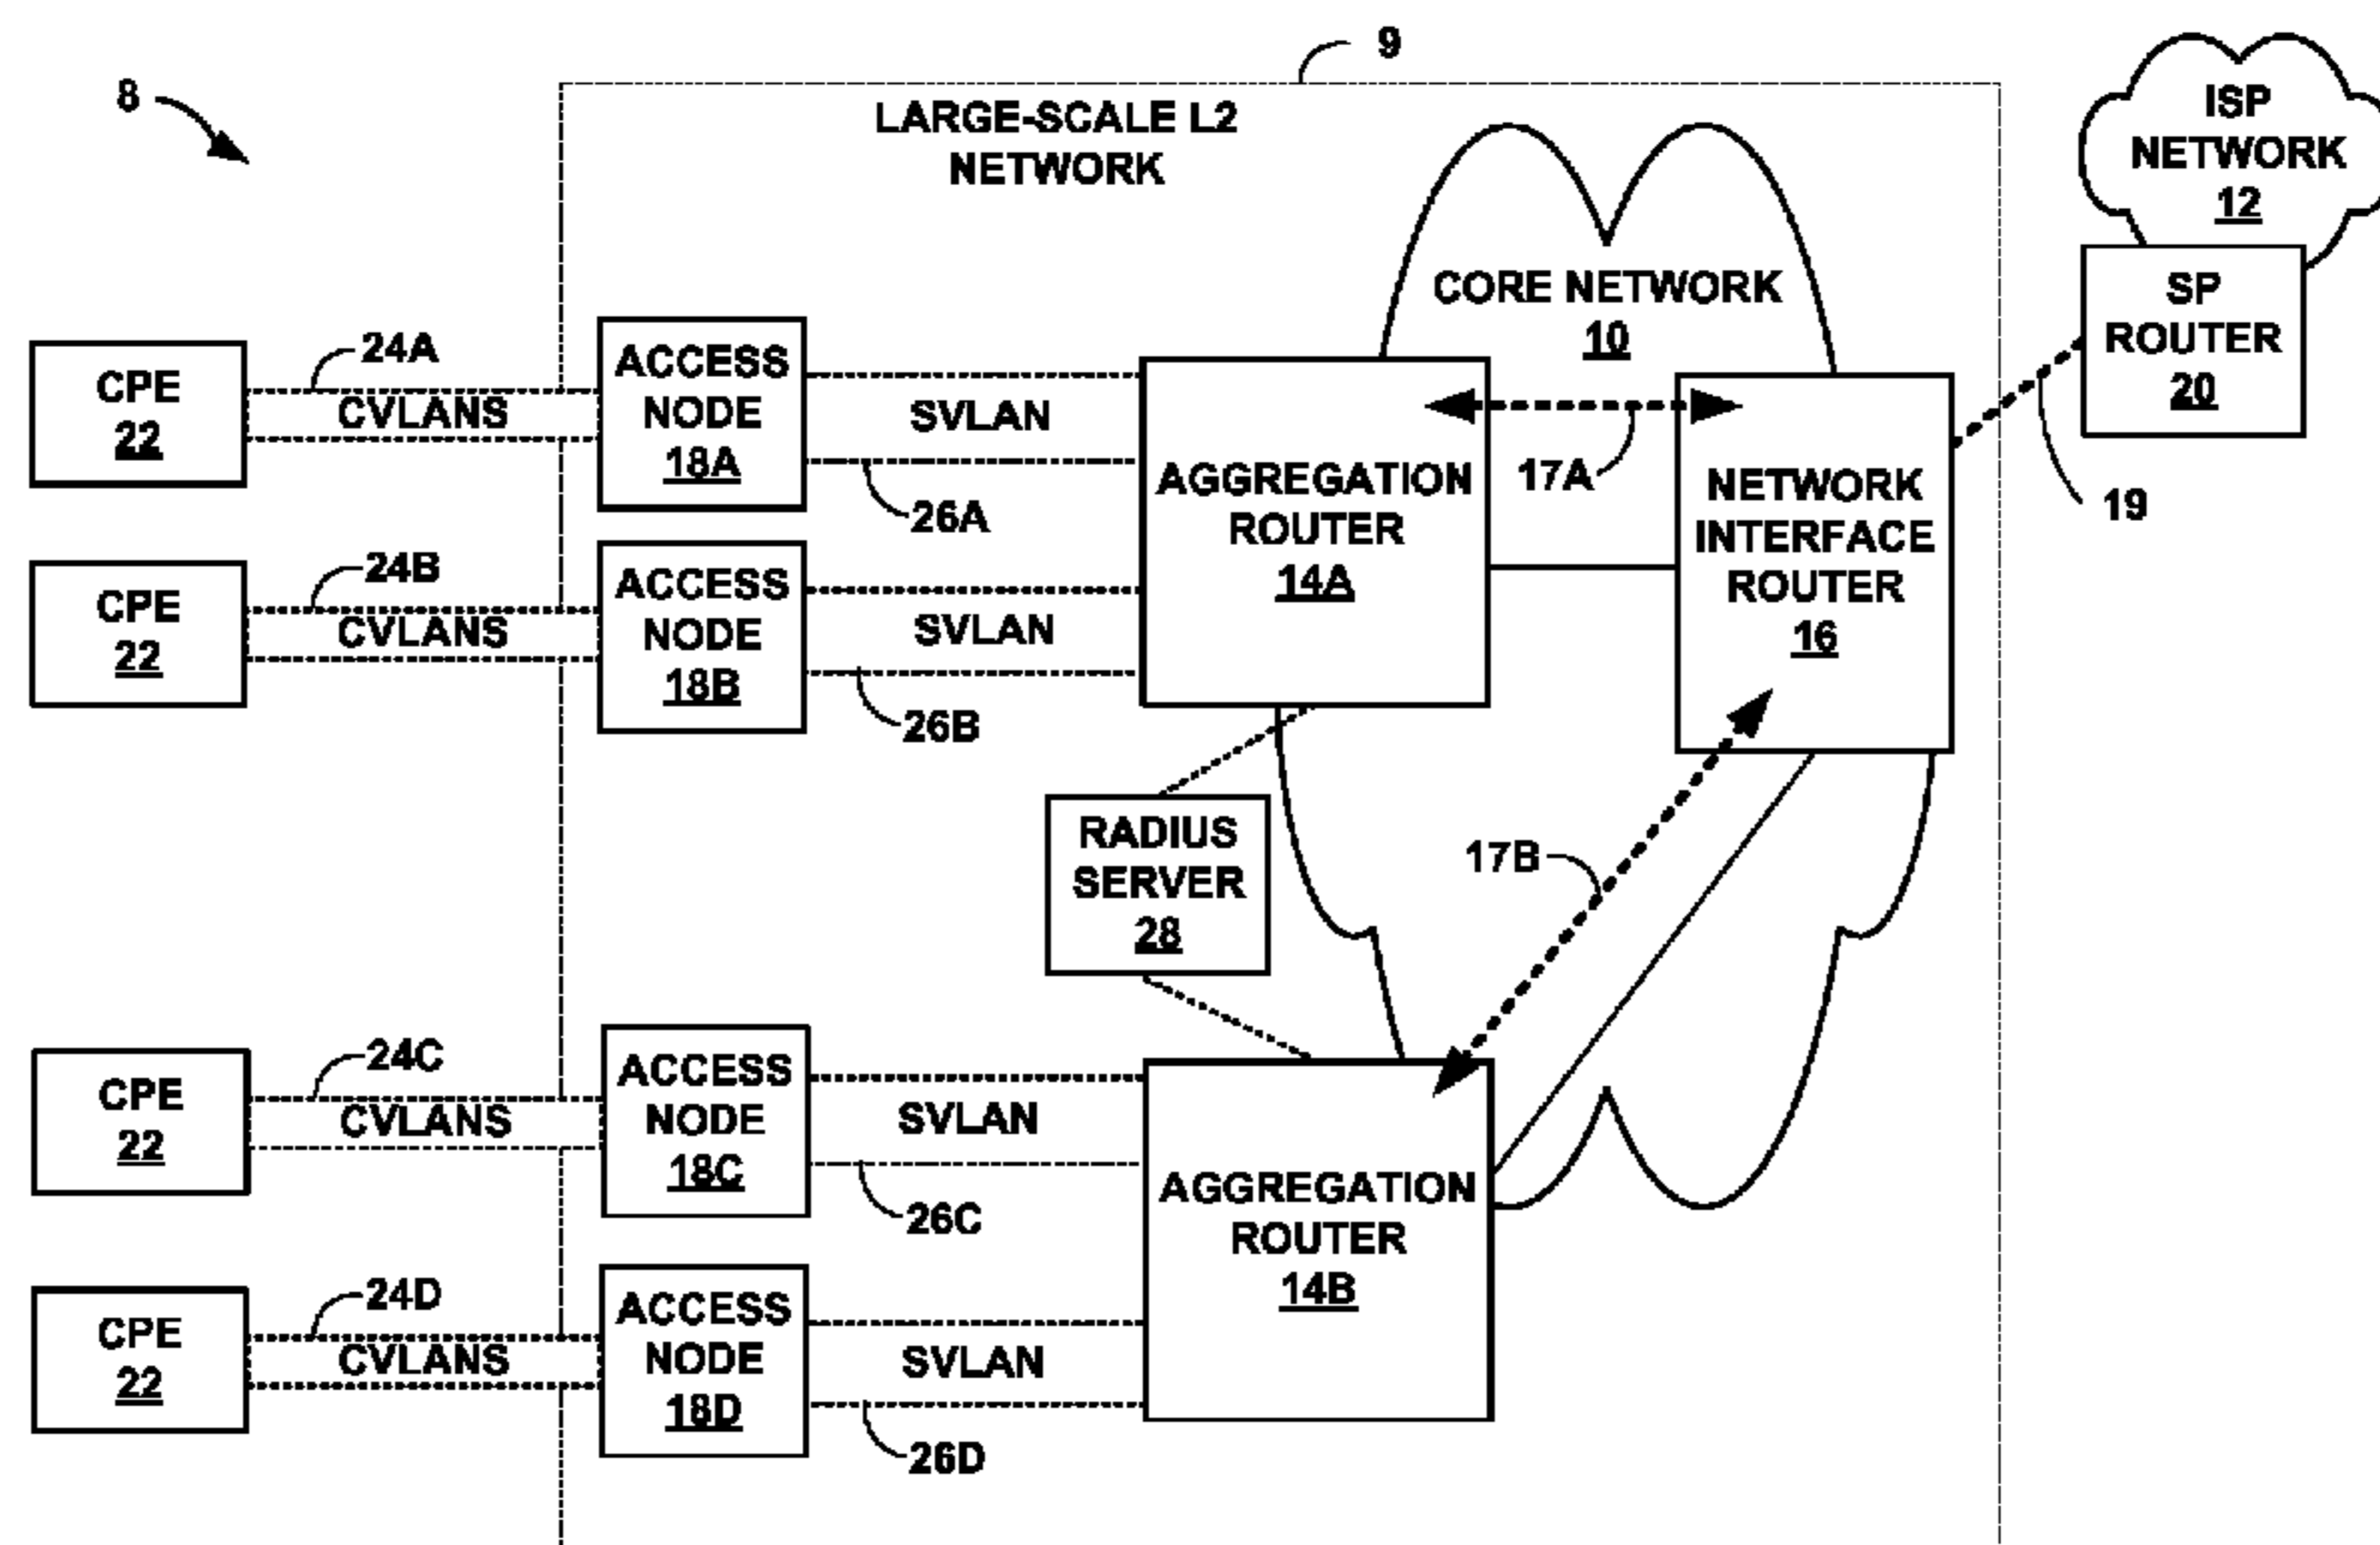 9
8
LARGE-SCALE L2
NETWORK
ISP
NETWORK
12
CORE NETWORK
10
SP
ROUTER
20
19
CPE
22
24A
CVLANS
ACCESS
NODE
18A
SVLAN
26A
AGGREGATION
ROUTER
14A
17A
NETWORK
INTERFACE
ROUTER
16
CPE
22
24B
CVLANS
ACCESS
NODE
18B
SVLAN
26B
RADIUS
SERVER
28
17B
CPE
22
24C
CVLANS
ACCESS
NODE
18C
SVLAN
26C
AGGREGATION
ROUTER
14B
CPE
22
24D
CVLANS
ACCESS
NODE
18D
SVLAN
26D